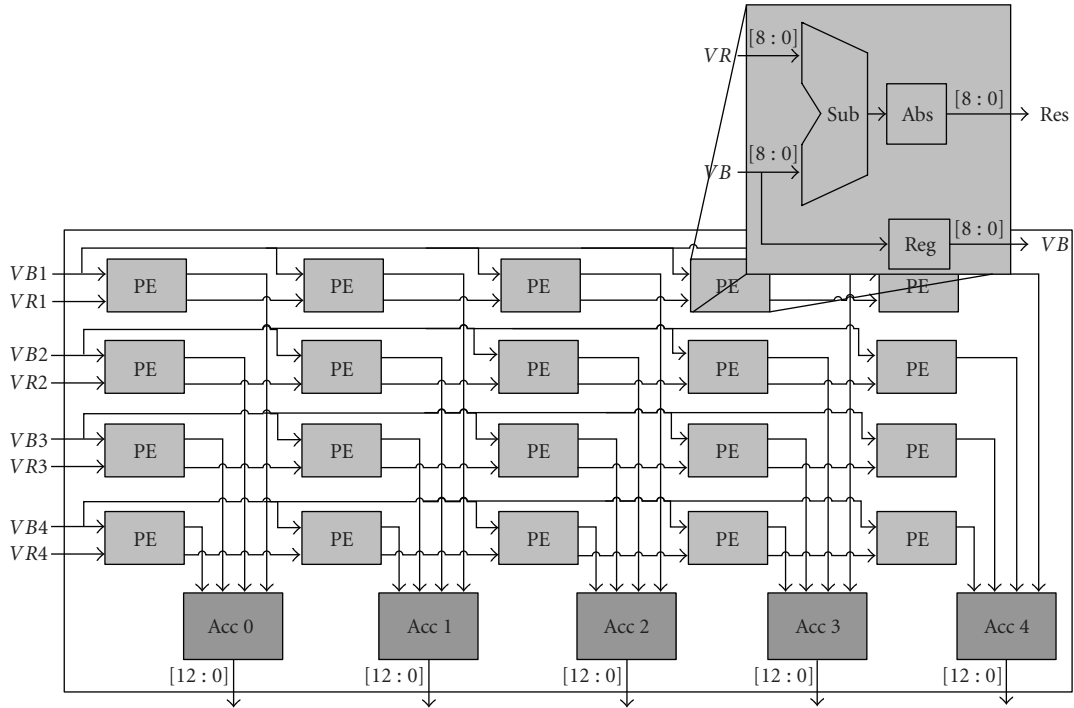 [8 : 0]
VR
[8 : 0]
Sub
Abs
Res
[8 : 0]
VB
[8 : 0]
Reg
VB
VB1
PE
PE
PE
PE
PE
VR1
VB2
PE
PE
PE
PE
PE
VR2
VB3
PE
PE
PE
PE
PE
VR3
VB4
PE
PE
PE
PE
PE
VR4
Acc 0
Acc 1
Acc 2
Acc 3
Acc 4
[12 : 0]
[12 : 0]
[12 : 0]
[12 : 0]
[12 : 0]